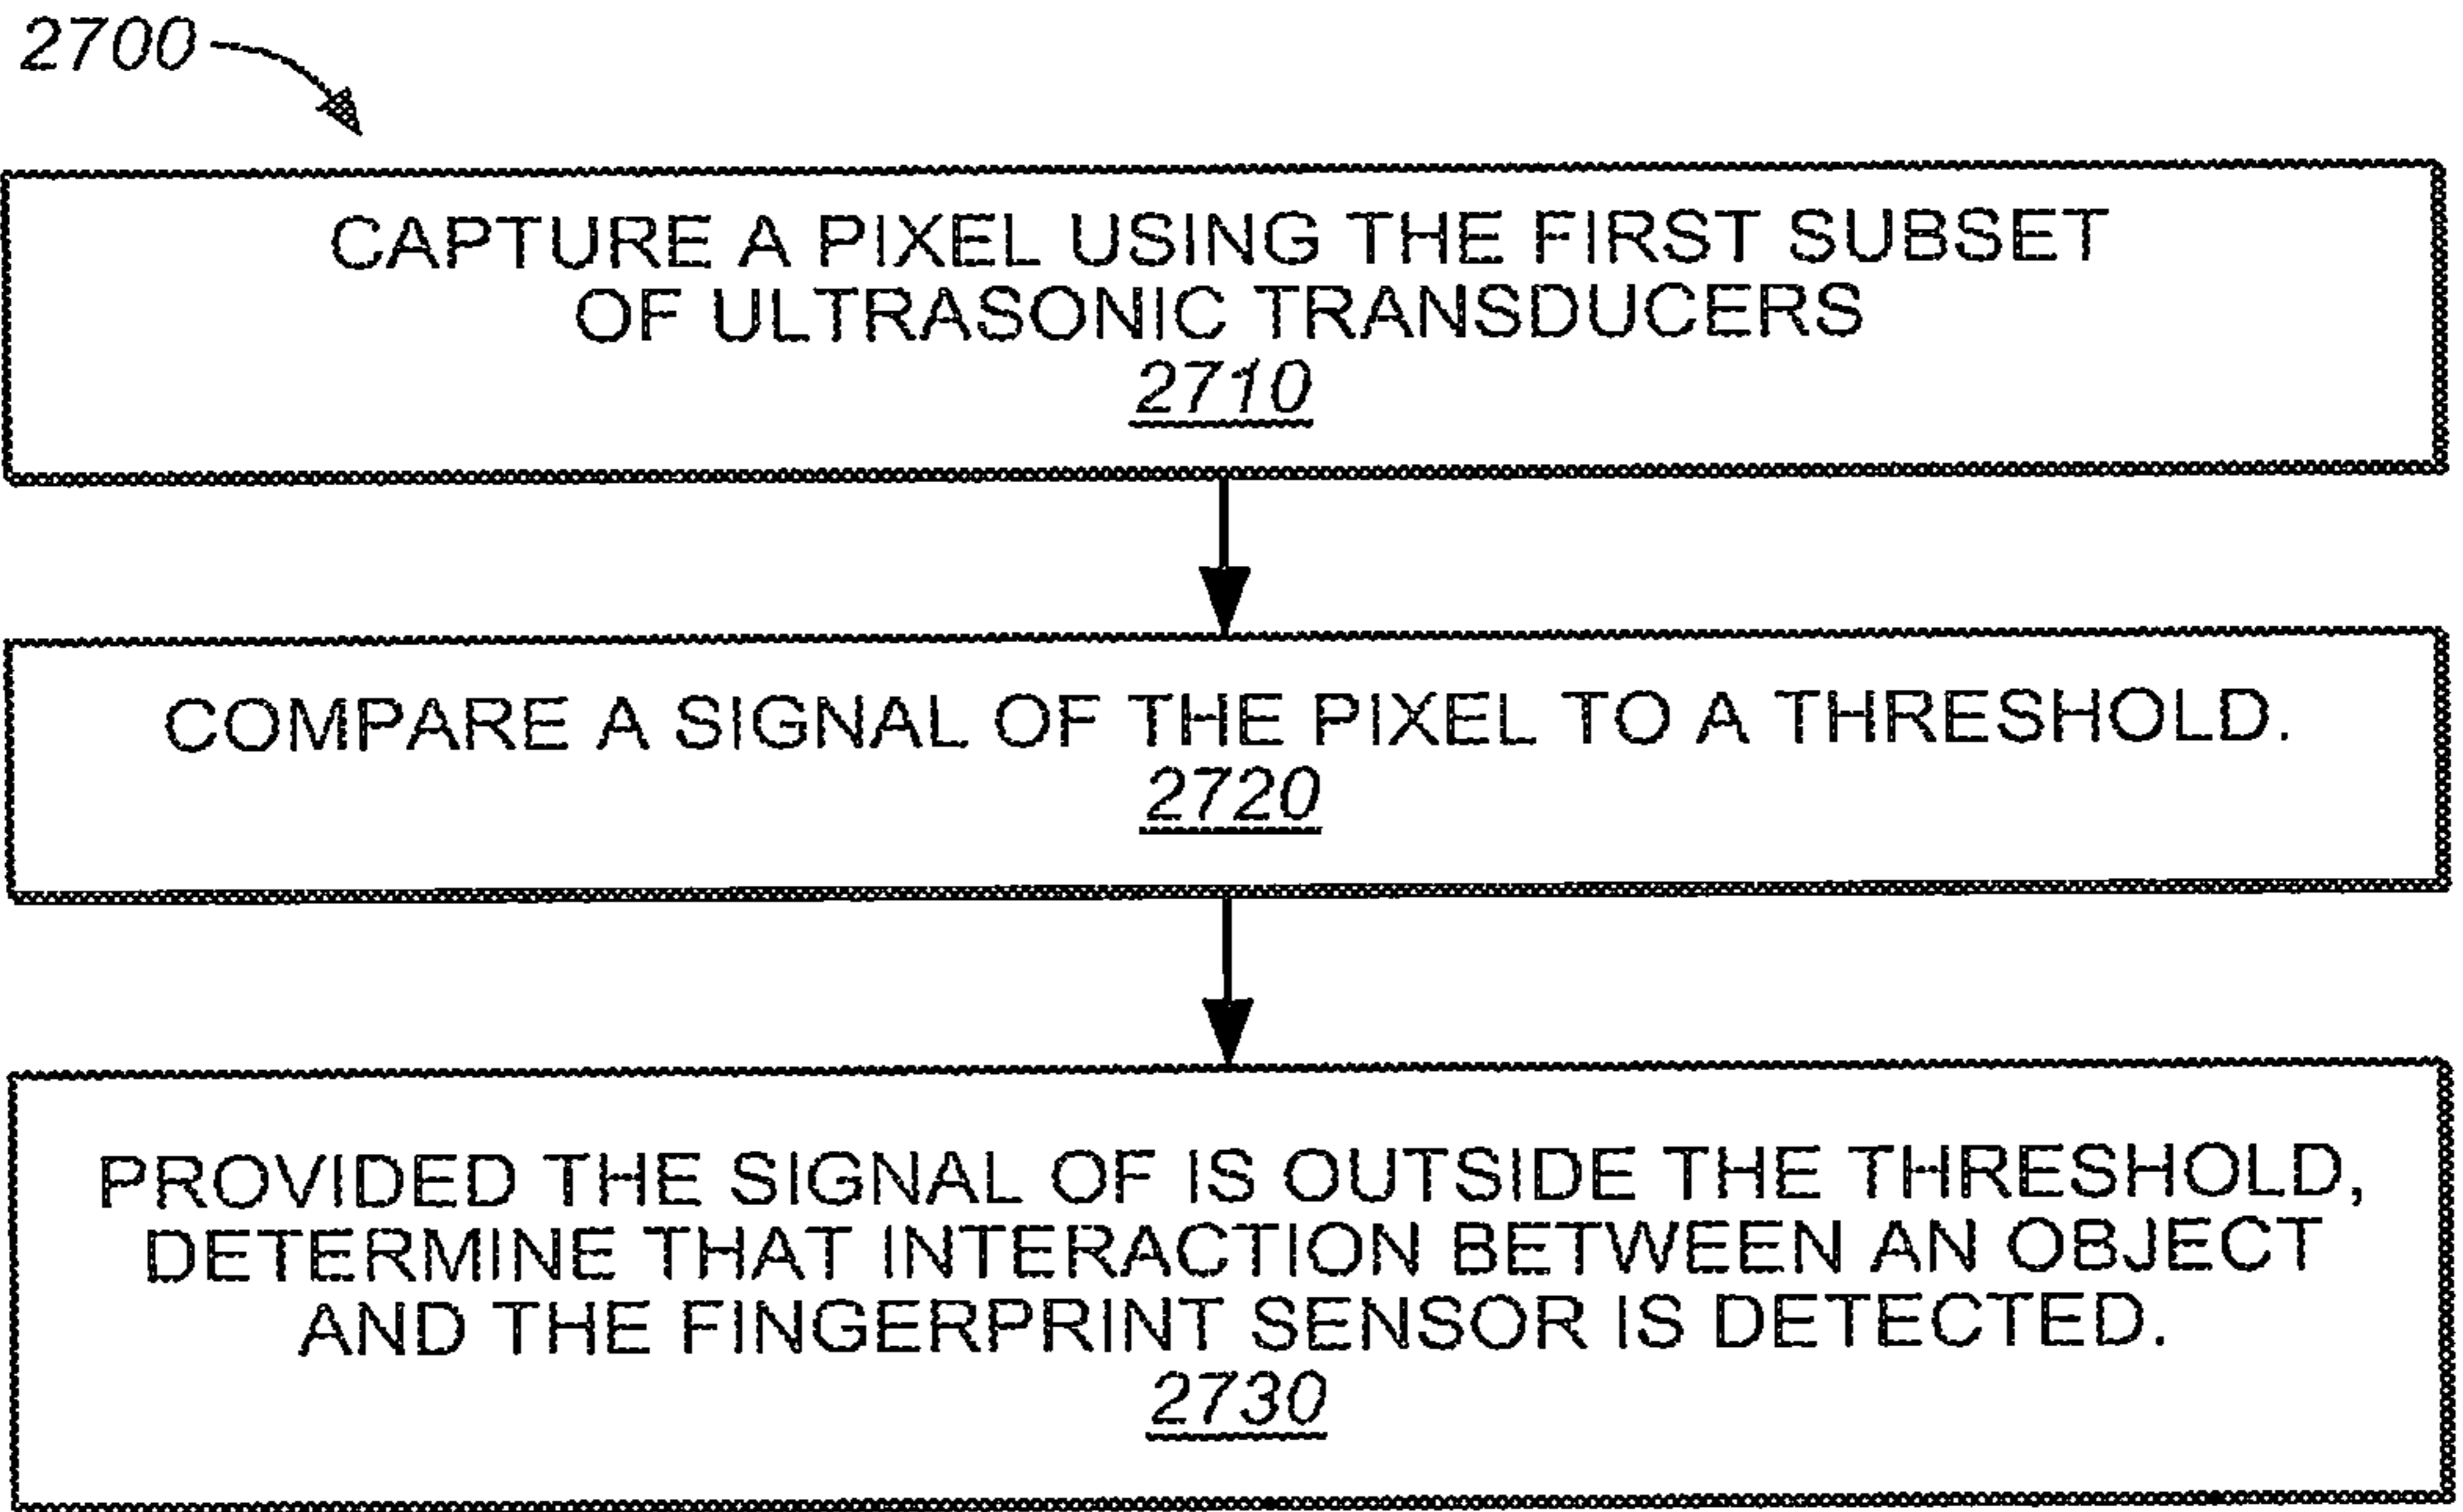 2700
CAPTURE A PIXEL USING THE FIRST SUBSET
OF ULTRASONIC TRANSDUCERS
2710
COMPARE A SIGNAL OF THE PIXEL TO A THRESHOLD.
2720
PROVIDED THE SIGNAL OF IS OUTSIDE THE THRESHOLD,
DETERMINE THAT INTERACTION BETWEEN AN OBJECT
AND THE FINGERPRINT SENSOR IS DETECTED.
2730